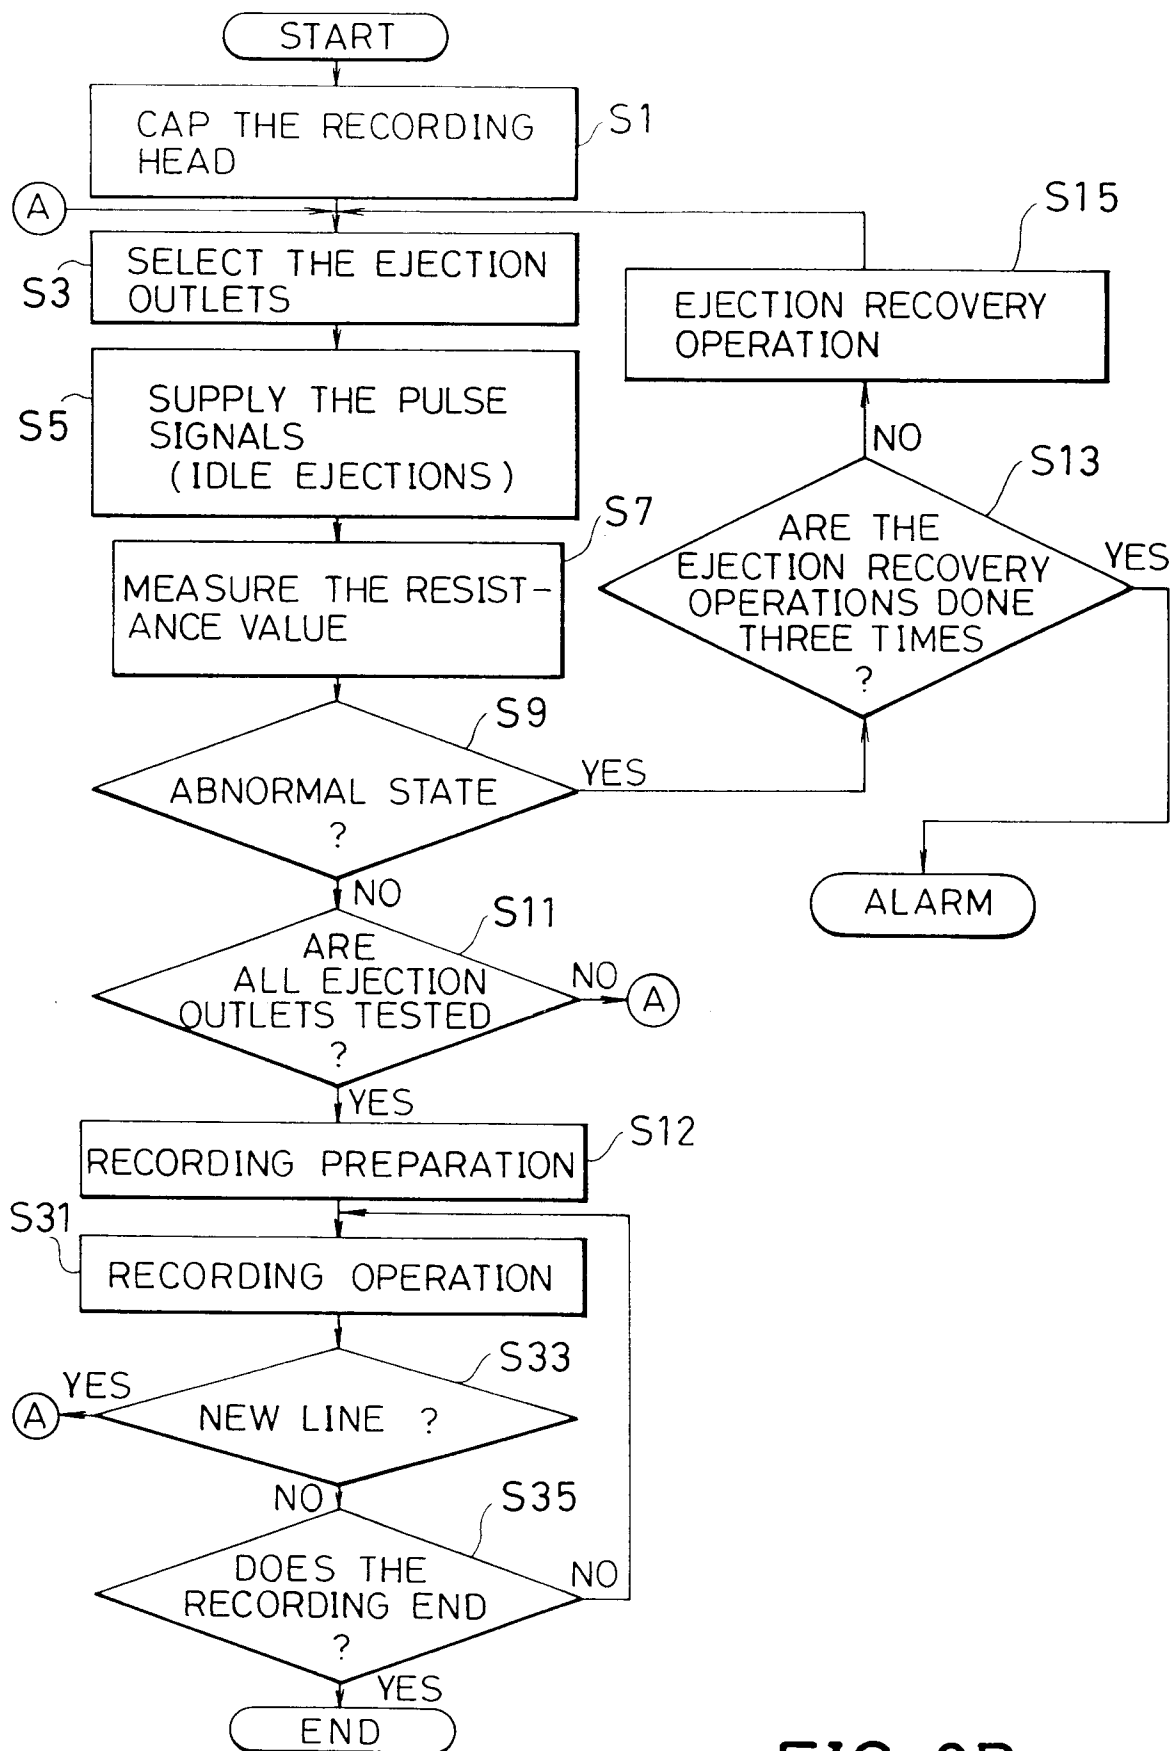 START
CAP THE RECORDING
HEAD
S1
A
S15
SELECT THE EJECTION
OUTLETS
S3
EJECTION RECOVERY
OPERATION
SUPPLY THE PULSE
SIGNALS
(IDLE EJECTIONS)
S5
NO
S13
S7
ARE THE
EJECTION RECOVERY
OPERATIONS DONE
THREE TIMES
?
YES
MEASURE THE RESIST-
ANCE VALUE
S9
ABNORMAL STATE
?
YES
NO
ALARM
S11
ARE
ALL EJECTION
OUTLETS TESTED
?
NO
A
YES
S12
RECORDING PREPARATION
S31
RECORDING OPERATION
S33
YES
A
NEW LINE ?
NO
S35
DOES THE
RECORDING END
?
NO
YES
END